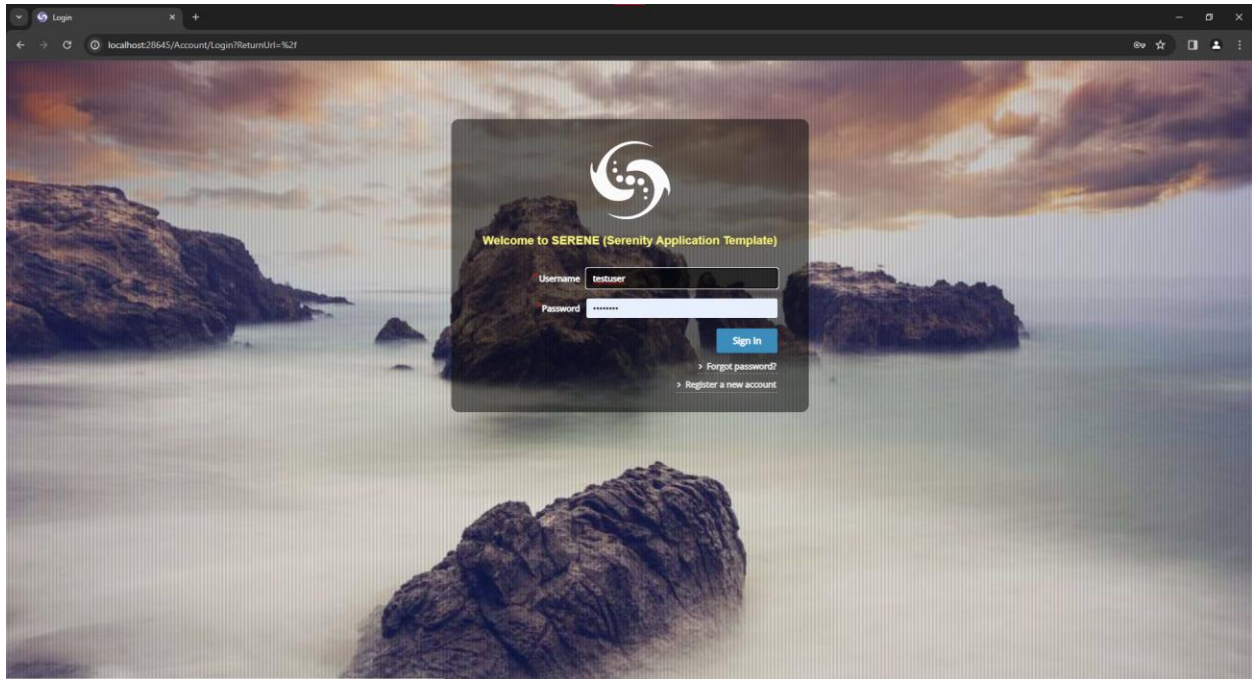 Login
localhost:28645/Account/Login?ReturnUrl=%2f
Welcome to SERENE (Serenity Application Template)
*Username testuser
*Password ••••••••
Sign In
> Forgot password?
> Register a new account